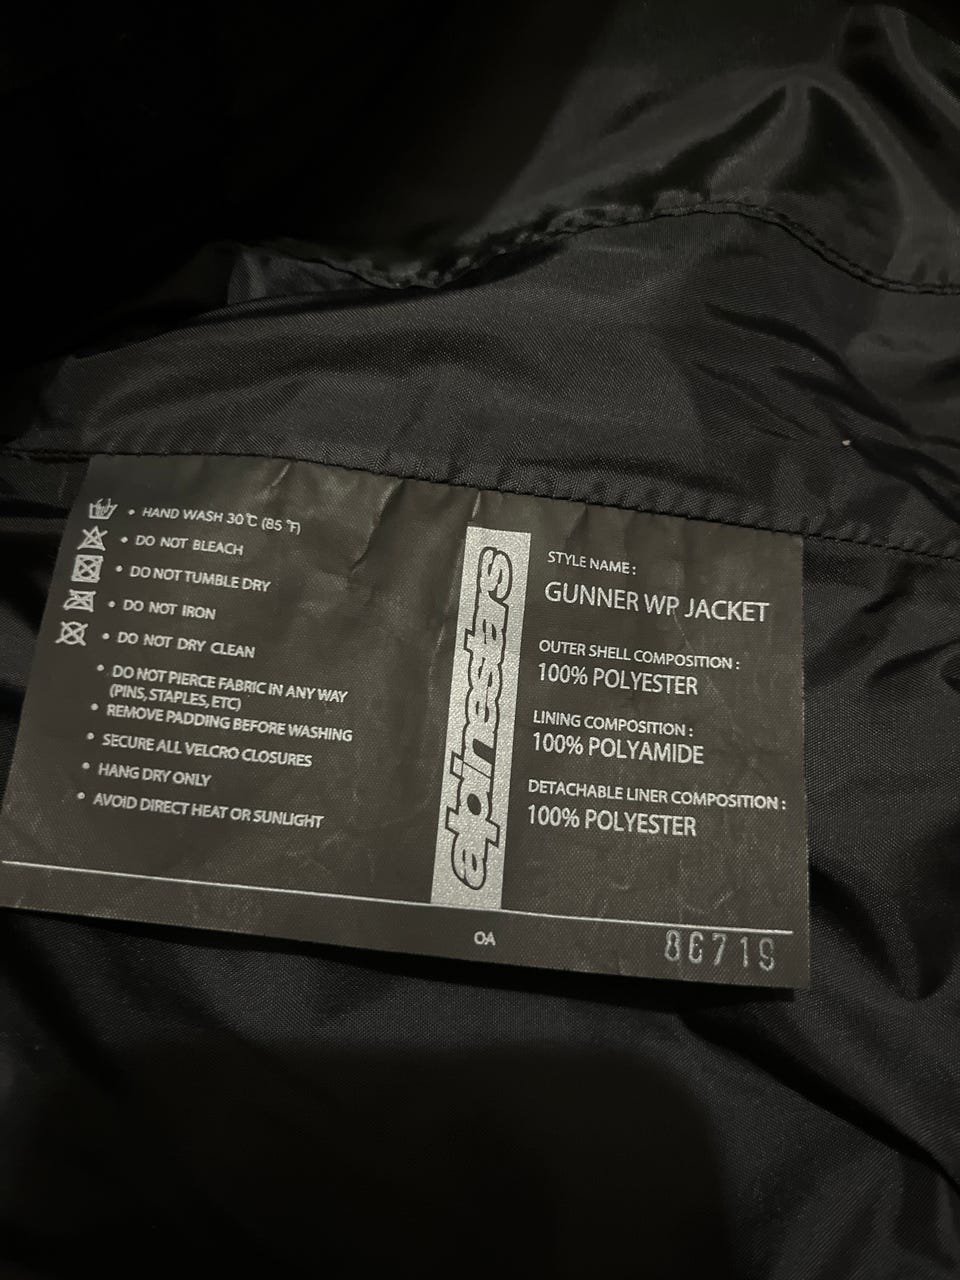 HAND WASH 30°C (85 °F)
DO NOT BLEACH
DO NOT TUMBLE DRY
DO NOT IRON
DO NOT DRY CLEAN
DO NOT PIERCE FABRIC IN ANY WAY
(PINS, STAPLES, ETC)
REMOVE PADDING BEFORE WASHING
SECURE ALL VELCRO CLOSURES
HANG DRY ONLY
AVOID DIRECT HEAT OR SUNLIGHT
alpinestars
STYLE NAME :
GUNNER WP JACKET
OUTER SHELL COMPOSITION :
100% POLYESTER
LINING COMPOSITION :
100% POLYAMIDE
DETACHABLE LINER COMPOSITION :
100% POLYESTER
OA